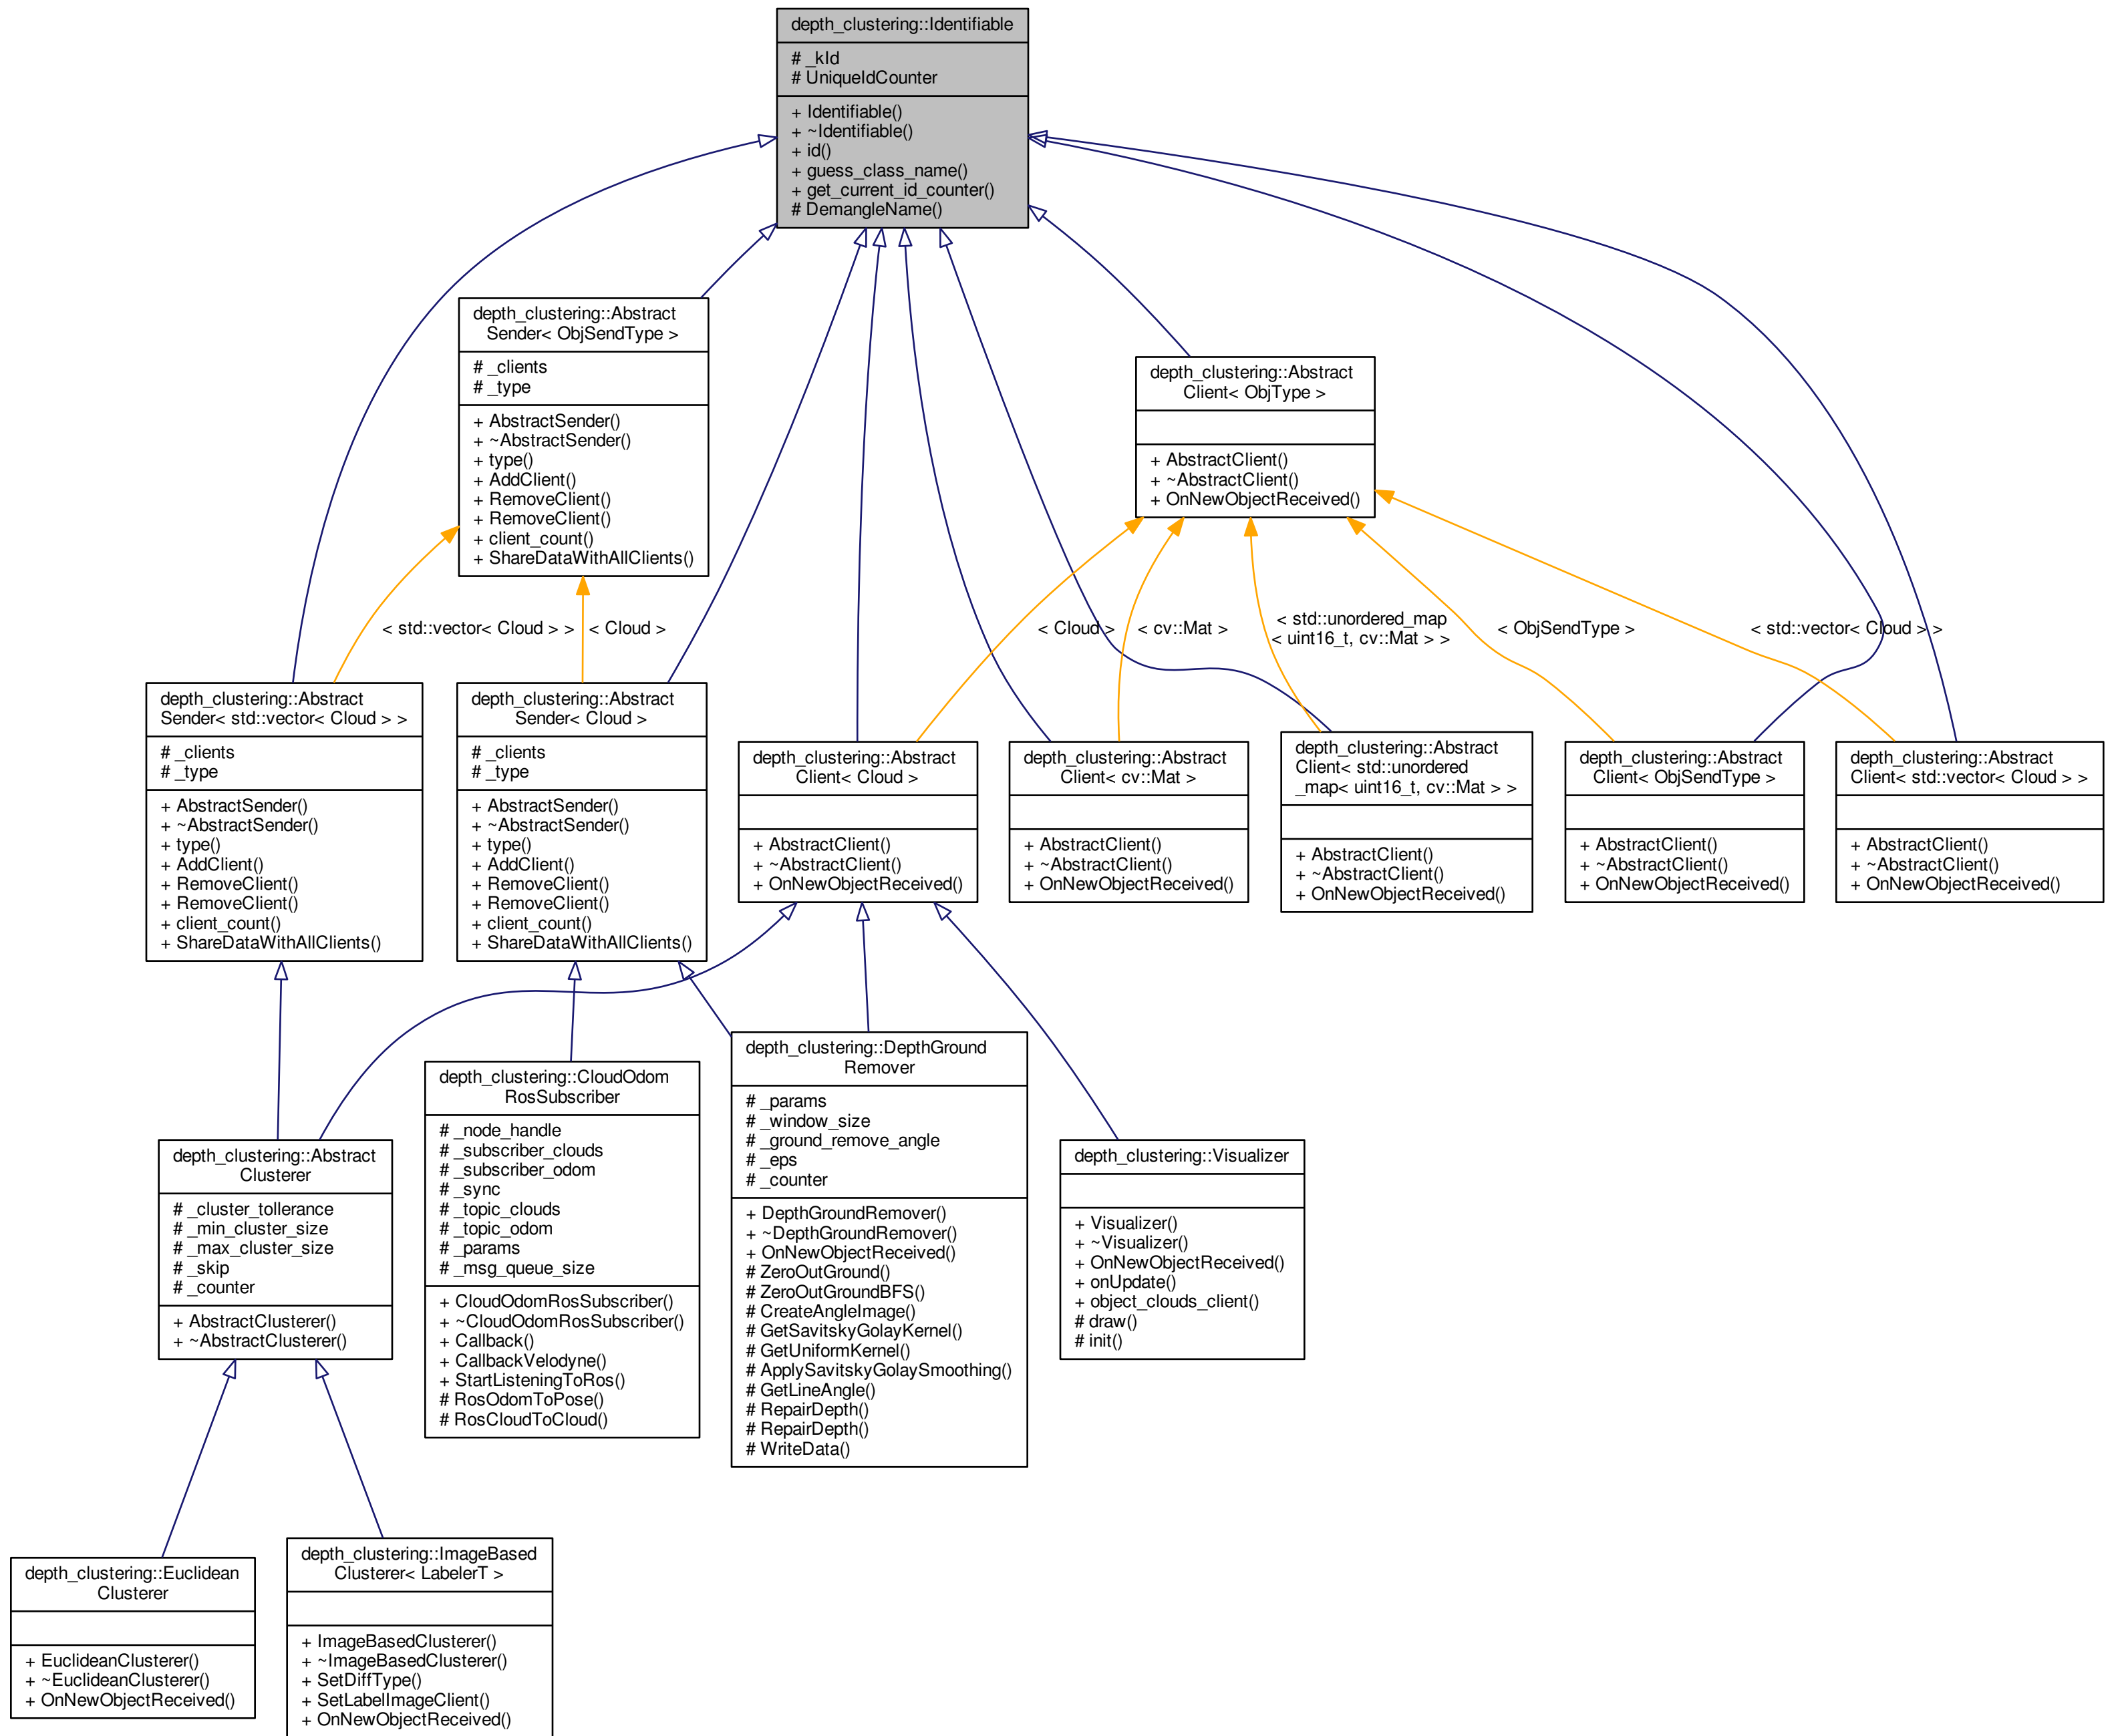 depth_clustering::Identifiable
# _kId
# UniqueIdCounter
+ Identifiable()
+ ~Identifiable()
+ id()
+ guess_class_name()
+ get_current_id_counter()
# DemangleName()
depth_clustering::Abstract
Sender< ObjSendType >
# _clients
# _type
+ AbstractSender()
+ ~AbstractSender()
+ type()
+ AddClient()
+ RemoveClient()
+ RemoveClient()
+ client_count()
+ ShareDataWithAllClients()
depth_clustering::Abstract
Client< ObjType >
+ AbstractClient()
+ ~AbstractClient()
+ OnNewObjectReceived()
< std::vector< Cloud > >
< Cloud >
< Cloud >
< cv::Mat >
< std::unordered_map
< uint16_t, cv::Mat > >
< ObjSendType >
< std::vector< Cloud > >
depth_clustering::Abstract
Sender< std::vector< Cloud > >
# _clients
# _type
+ AbstractSender()
+ ~AbstractSender()
+ type()
+ AddClient()
+ RemoveClient()
+ RemoveClient()
+ client_count()
+ ShareDataWithAllClients()
depth_clustering::Abstract
Sender< Cloud >
# _clients
# _type
+ AbstractSender()
+ ~AbstractSender()
+ type()
+ AddClient()
+ RemoveClient()
+ RemoveClient()
+ client_count()
+ ShareDataWithAllClients()
depth_clustering::Abstract
Client< Cloud >
+ AbstractClient()
+ ~AbstractClient()
+ OnNewObjectReceived()
depth_clustering::Abstract
Client< cv::Mat >
+ AbstractClient()
+ ~AbstractClient()
+ OnNewObjectReceived()
depth_clustering::Abstract
Client< std::unordered
_map< uint16_t, cv::Mat > >
+ AbstractClient()
+ ~AbstractClient()
+ OnNewObjectReceived()
depth_clustering::Abstract
Client< ObjSendType >
+ AbstractClient()
+ ~AbstractClient()
+ OnNewObjectReceived()
depth_clustering::Abstract
Client< std::vector< Cloud > >
+ AbstractClient()
+ ~AbstractClient()
+ OnNewObjectReceived()
depth_clustering::Abstract
Clusterer
# _cluster_tollerance
# _min_cluster_size
# _max_cluster_size
# _skip
# _counter
+ AbstractClusterer()
+ ~AbstractClusterer()
depth_clustering::CloudOdom
RosSubscriber
# _node_handle
# _subscriber_clouds
# _subscriber_odom
# _sync
# _topic_clouds
# _topic_odom
# _params
# _msg_queue_size
+ CloudOdomRosSubscriber()
+ ~CloudOdomRosSubscriber()
+ Callback()
+ CallbackVelodyne()
+ StartListeningToRos()
# RosOdomToPose()
# RosCloudToCloud()
depth_clustering::DepthGround
Remover
# _params
# _window_size
# _ground_remove_angle
# _eps
# _counter
+ DepthGroundRemover()
+ ~DepthGroundRemover()
+ OnNewObjectReceived()
# ZeroOutGround()
# ZeroOutGroundBFS()
# CreateAngleImage()
# GetSavitskyGolayKernel()
# GetUniformKernel()
# ApplySavitskyGolaySmoothing()
# GetLineAngle()
# RepairDepth()
# RepairDepth()
# WriteData()
depth_clustering::Visualizer
+ Visualizer()
+ ~Visualizer()
+ OnNewObjectReceived()
+ onUpdate()
+ object_clouds_client()
# draw()
# init()
depth_clustering::Euclidean
Clusterer
+ EuclideanClusterer()
+ ~EuclideanClusterer()
+ OnNewObjectReceived()
depth_clustering::ImageBased
Clusterer< LabelerT >
+ ImageBasedClusterer()
+ ~ImageBasedClusterer()
+ SetDiffType()
+ SetLabelImageClient()
+ OnNewObjectReceived()